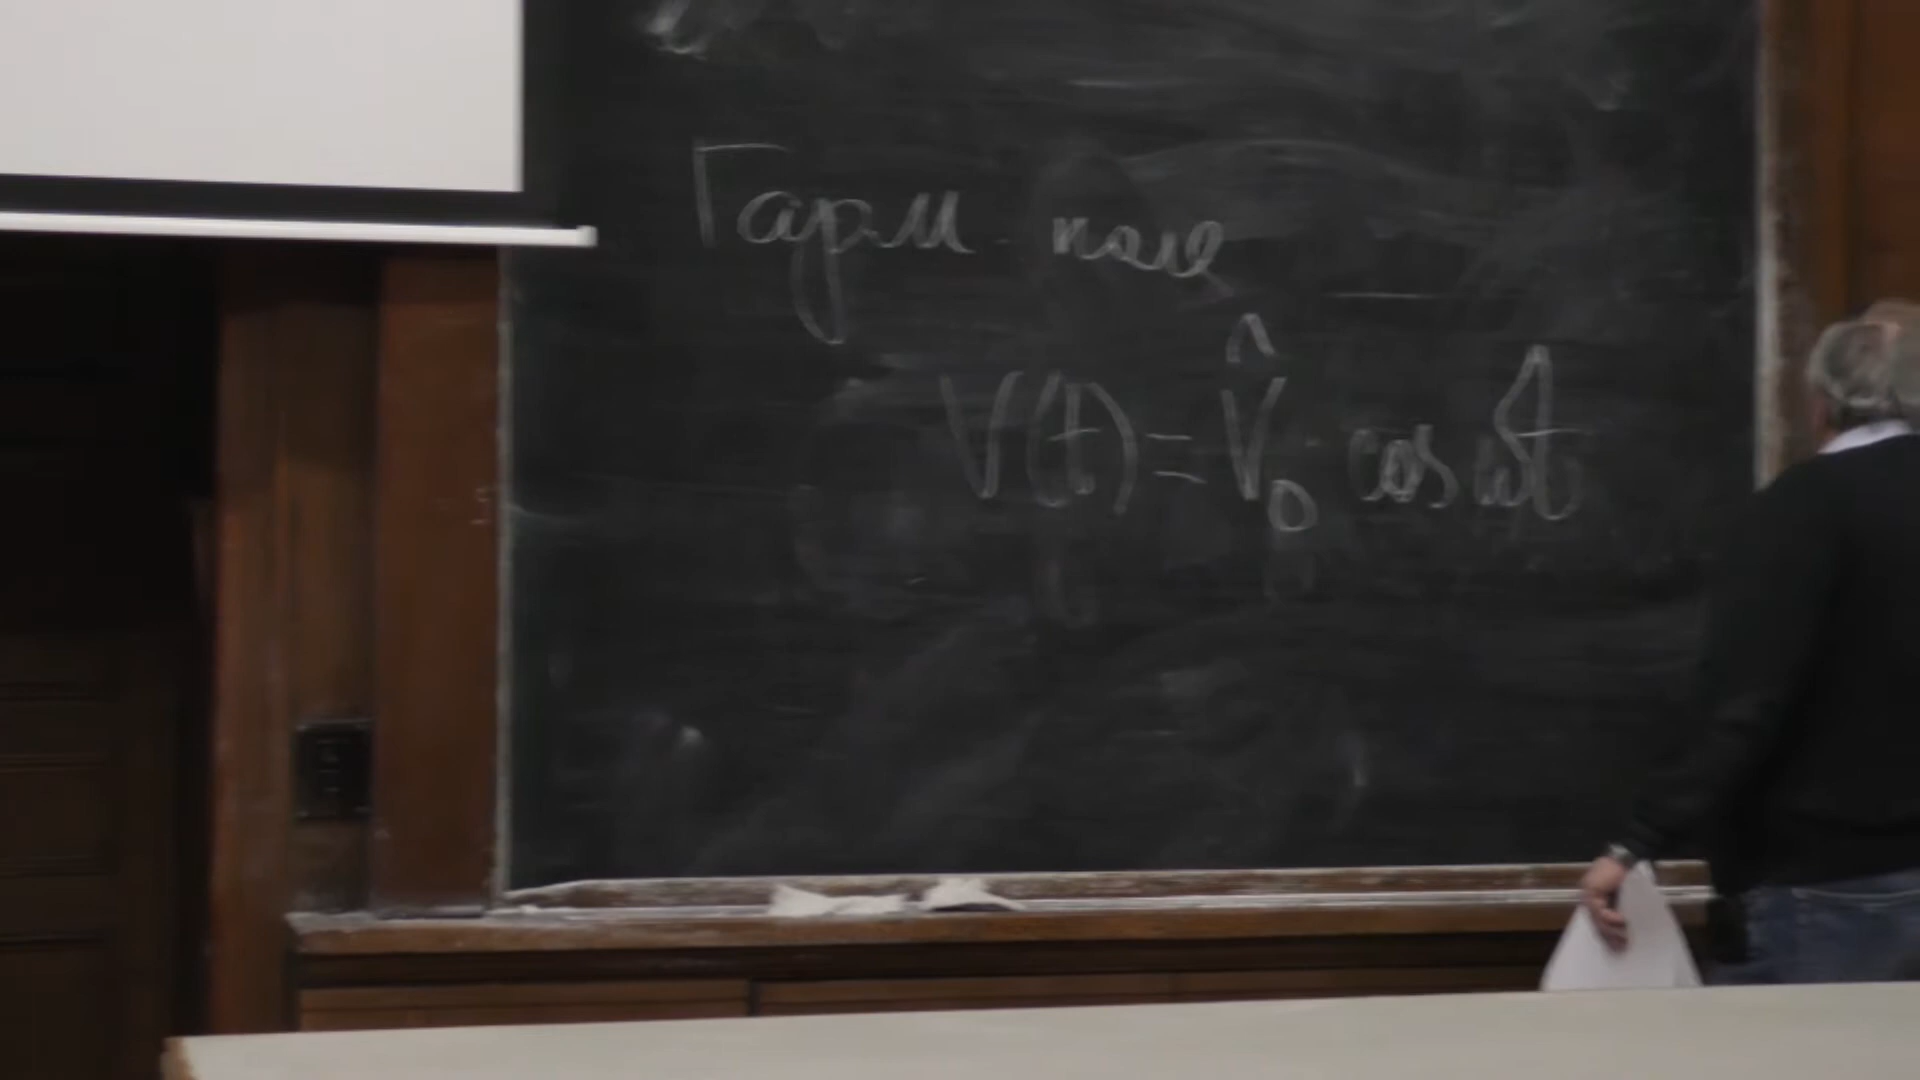 Гарм поле
V(t) = V̂₀ cos ωt